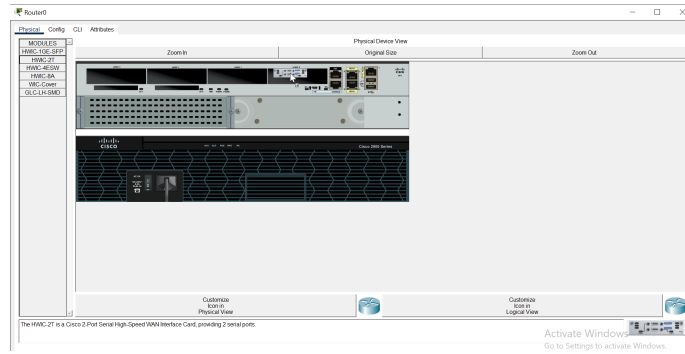 Router0
Physical Config CLI Attributes
MODULES
HWIC-1GE-SFP
HWIC-2T
HWIC-4ESW
HWIC-8A
WIC-Cover
GLC-LH-SMD
Physical Device View
Zoom In
Original Size
Zoom Out
CISCO
Cisco 2900 Series
Customize
Icon in
Physical View
Customize
Icon in
Logical View
The HWIC-2T is a Cisco 2-Port Serial High-Speed WAN Interface Card, providing 2 serial ports.
Activate Windows
Go to Settings to activate Windows.